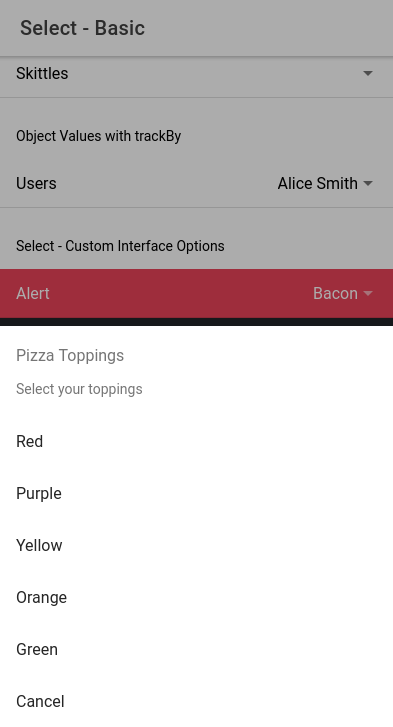 Select - Basic
Skittles
Object Values with trackBy
Users Alice Smith
Select - Custom Interface Options
Alert Bacon
Pizza Toppings
Select your toppings
Red
Purple
Yellow
Orange
Green
Cancel